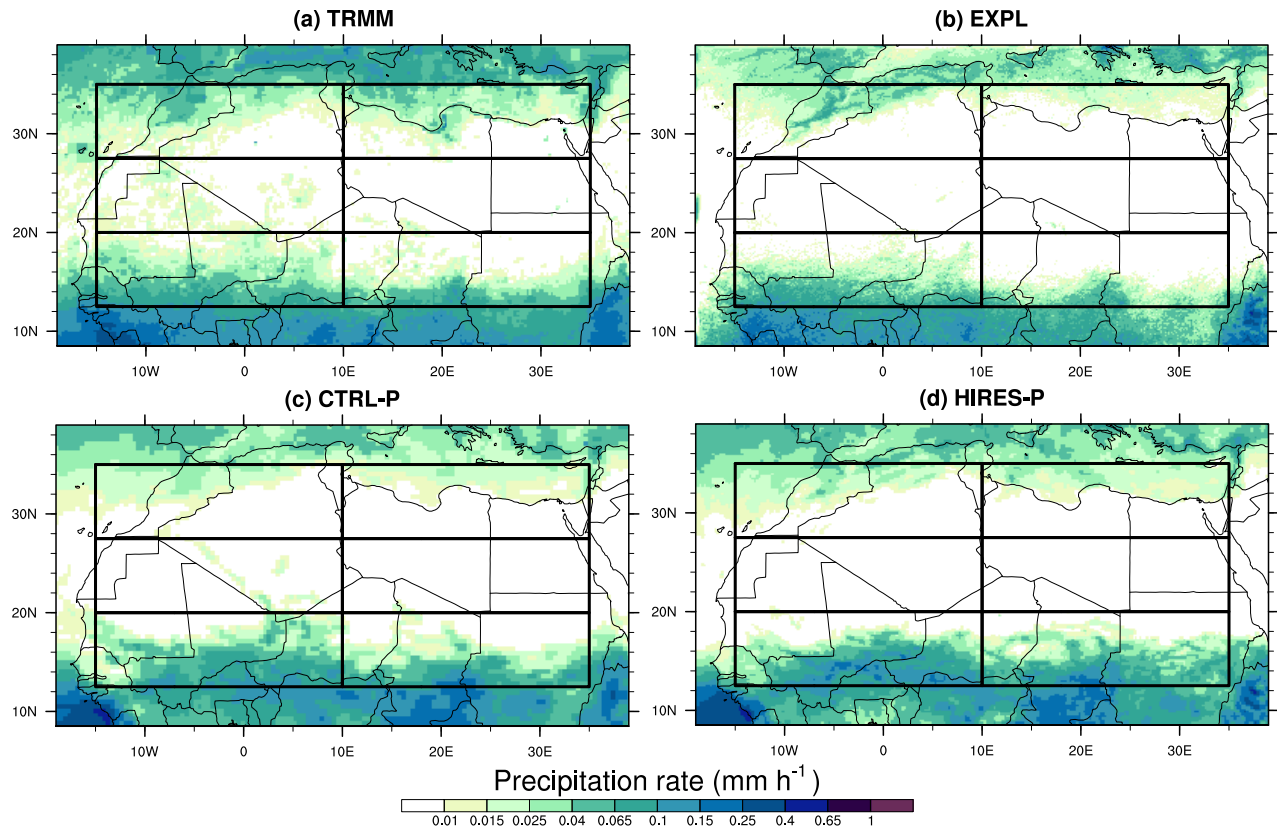 (a) TRMM
(b) EXPL
30N
20N
10N
30N
20N
10N
10W 0 10E 20E 30E
10W 0 10E 20E 30E
(c) CTRL-P
(d) HIRES-P
30N
20N
10N
30N
20N
10N
10W 0 10E 20E 30E
10W 0 10E 20E 30E
Precipitation rate (mm h⁻¹)
0.01 0.015 0.025 0.04 0.065 0.1 0.15 0.25 0.4 0.65 1